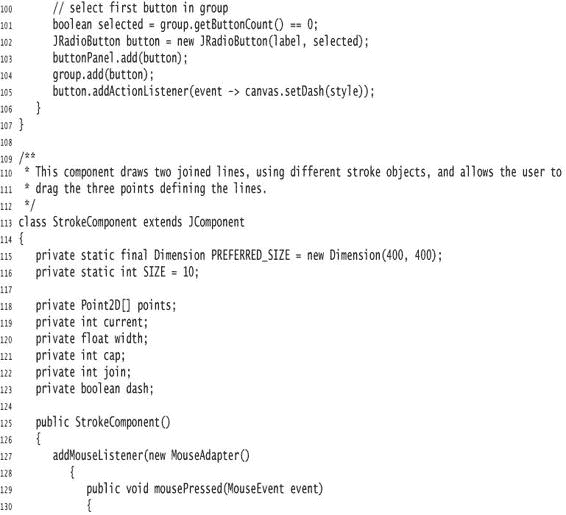 100 // select first button in group
101 boolean selected = group.getButtonCount() == 0;
102 JRadioButton button = new JRadioButton(label, selected);
103 buttonPanel.add(button);
104 group.add(button);
105 button.addActionListener(event -> canvas.setDash(style));
106 }
107 }
108
109 /**
110 * This component draws two joined lines, using different stroke objects, and allows the user to
111 * drag the three points defining the lines.
112 */
113 class StrokeComponent extends JComponent
114 {
115 private static final Dimension PREFERRED_SIZE = new Dimension(400, 400);
116 private static int SIZE = 10;
117
118 private Point2D[] points;
119 private int current;
120 private float width;
121 private int cap;
122 private int join;
123 private boolean dash;
124
125 public StrokeComponent()
126 {
127 addMouseListener(new MouseAdapter()
128 {
129 public void mousePressed(MouseEvent event)
130 {